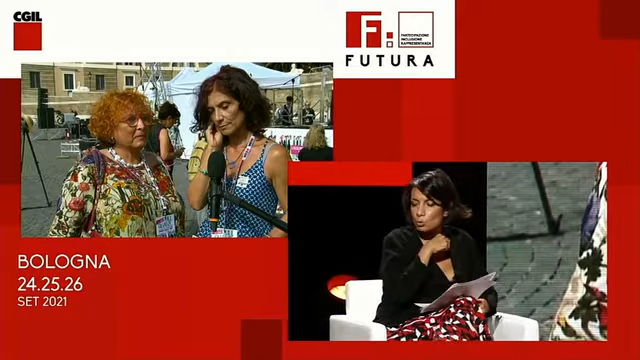 CGIL
F:
PARTECIPAZIONE
INCLUSIONE
RAPPRESENTANZA
FUTURA
BOLOGNA
24.25.26
SET 2021